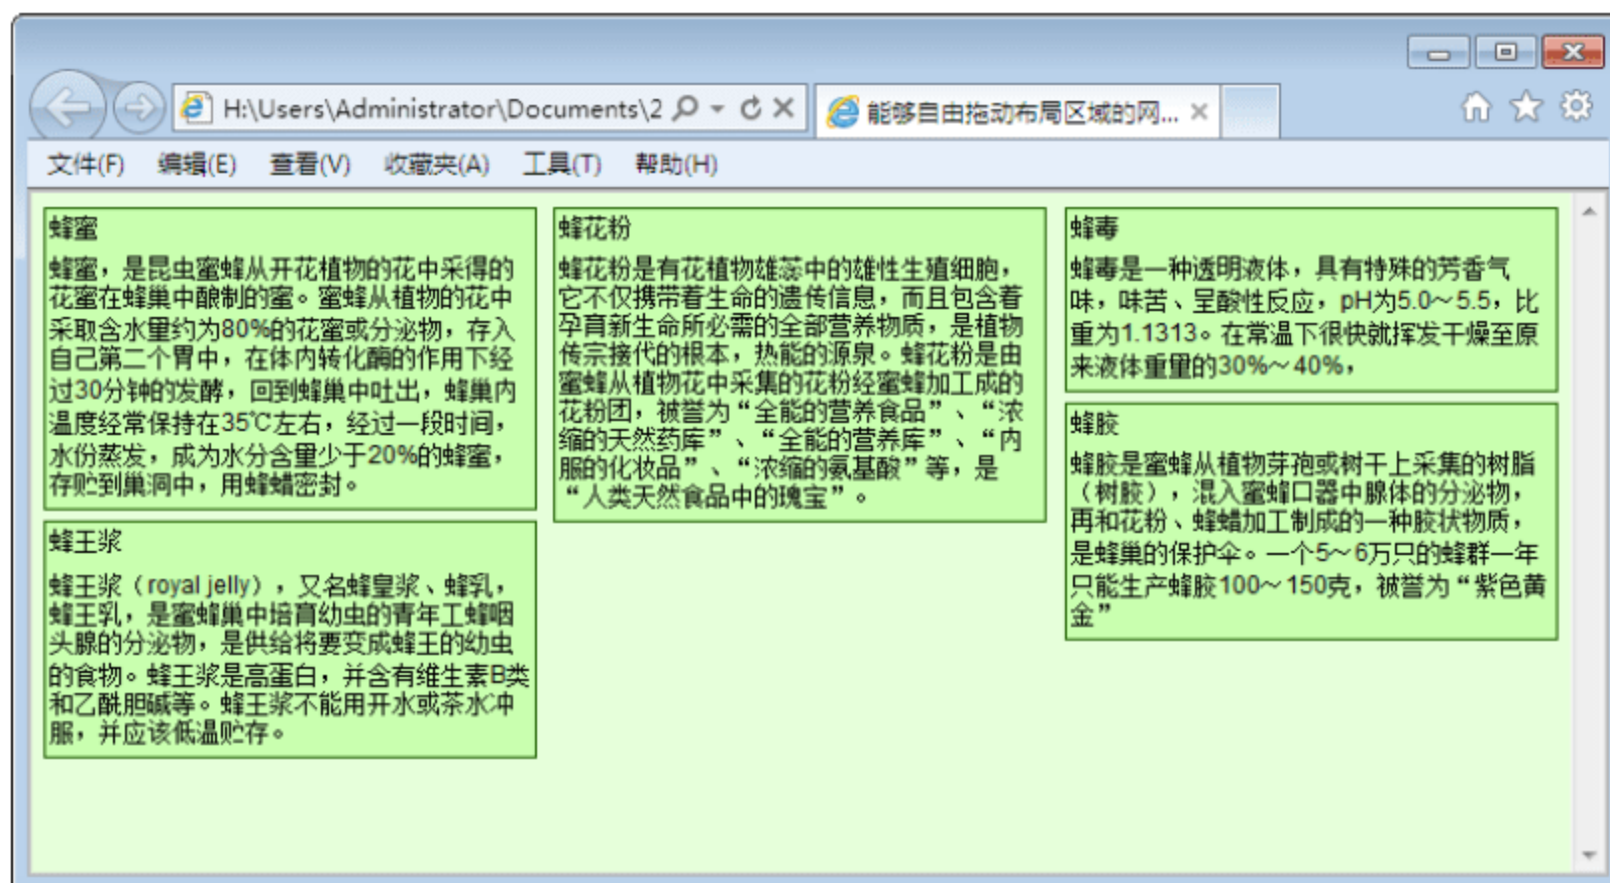 H:\Users\Administrator\Documents\2
能够自由拖动布局区域的网...
文件(F) 编辑(E) 查看(V) 收藏夹(A) 工具(T) 帮助(H)
蜂蜜
蜂蜜，是昆虫蜜蜂从开花植物的花中采得的
花蜜在蜂巢中酿制的蜜。蜜蜂从植物的花中
采取含水量约为80%的花蜜或分泌物，存入
自己第二个胃中，在体内转化酶的作用下经
过30分钟的发酵，回到蜂巢中吐出，蜂巢内
温度经常保持在35℃左右，经过一段时间，
水份蒸发，成为水分含量少于20%的蜂蜜，
存贮到巢洞中，用蜂蜡密封。
蜂王浆
蜂王浆（royal jelly），又名蜂皇浆、蜂乳，
蜂王乳，是蜜蜂巢中培育幼虫的青年工蜂咽
头腺的分泌物，是供给将要变成蜂王的幼虫
的食物。蜂王浆是高蛋白，并含有维生素B类
和乙酰胆碱等。蜂王浆不能用开水或茶水冲
服，并应该低温贮存。
蜂花粉
蜂花粉是有花植物雄蕊中的雄性生殖细胞，
它不仅携带着生命的遗传信息，而且包含着
孕育新生命所必需的全部营养物质，是植物
传宗接代的根本，热能的源泉。蜂花粉是由
蜜蜂从植物花中采集的花粉经蜜蜂加工成的
花粉团，被誉为“全能的营养食品”、“浓
缩的天然药库”、“全能的营养库”、“内
服的化妆品”、“浓缩的氨基酸”等，是
“人类天然食品中的瑰宝”。
蜂毒
蜂毒是一种透明液体，具有特殊的芳香气
味，味苦、呈酸性反应，pH为5.0～5.5，比
重为1.1313。在常温下很快就挥发干燥至原
来液体重量的30%～40%，
蜂胶
蜂胶是蜜蜂从植物芽孢或树干上采集的树脂
（树胶），混入蜜蜂口器中腺体的分泌物，
再和花粉、蜂蜡加工制成的一种胶状物质，
是蜂巢的保护伞。一个5～6万只的蜂群一年
只能生产蜂胶100～150克，被誉为“紫色黄
金”